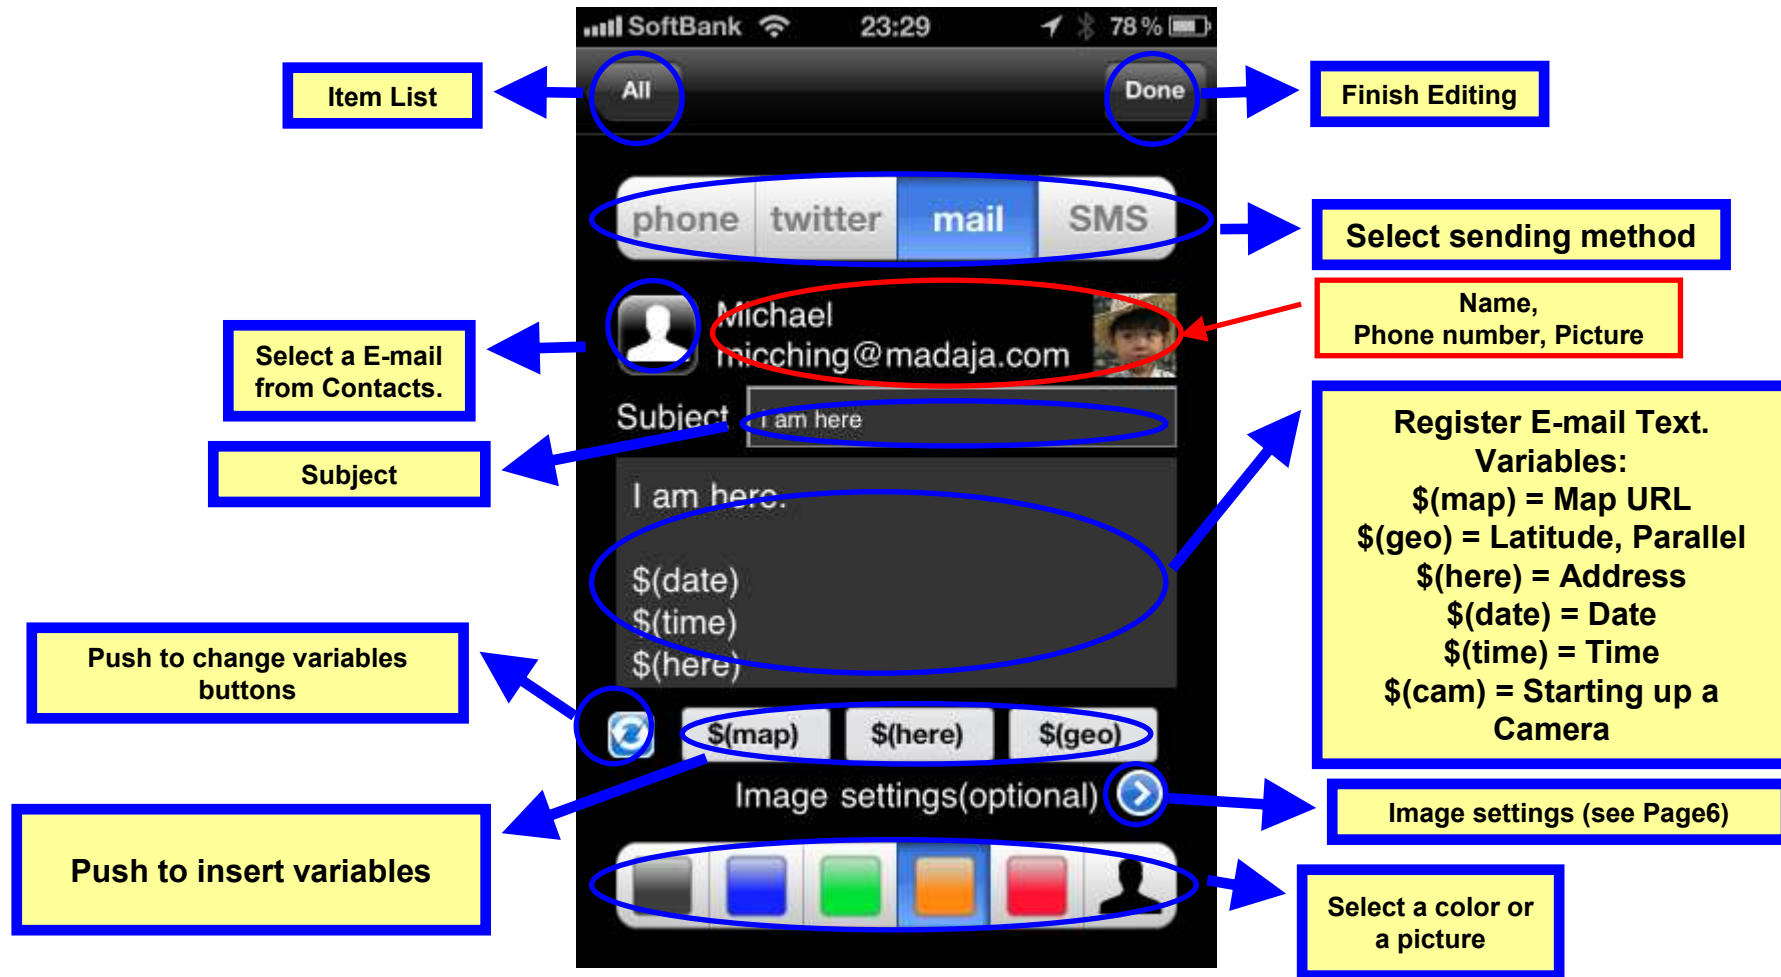 SoftBank 23:29 78 %
Item List
All
Done
Finish Editing
phone twitter mail SMS
Select sending method
Michael
micching@madaja.com
Name,
Phone number, Picture
Select a E-mail
from Contacts.
Subject
I am here
Subject
I am here.
$(date)
$(time)
$(here)
Register E-mail Text.
Variables:
$(map) = Map URL
$(geo) = Latitude, Parallel
$(here) = Address
$(date) = Date
$(time) = Time
$(cam) = Starting up a
Camera
Push to change variables
buttons
$(map) $(here) $(geo)
Image settings(optional)
Image settings (see Page6)
Push to insert variables
Select a color or
a picture